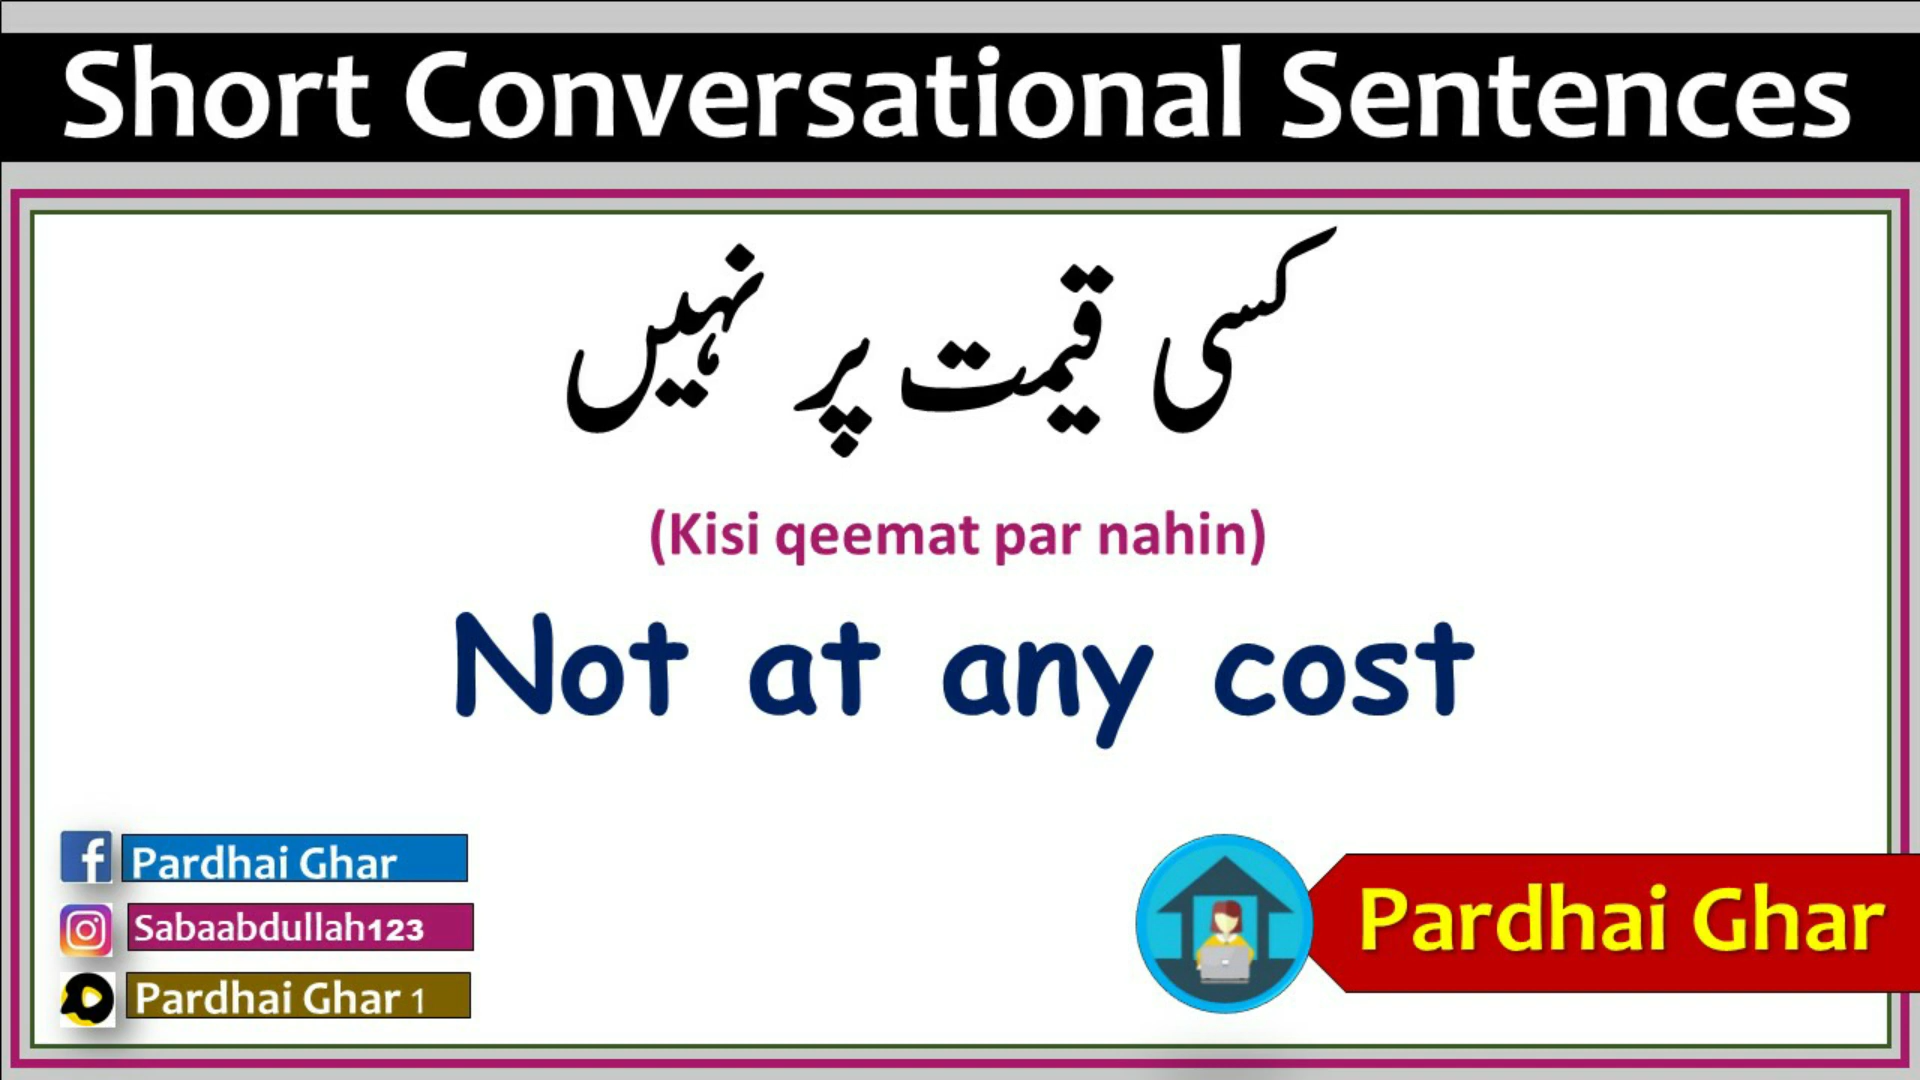 Short Conversational Sentences
کسی قیمت پر نہیں
(Kisi qeemat par nahin)
Not at any cost
Pardhai Ghar
Sabaabdullah123
Pardhai Ghar 1
Pardhai Ghar